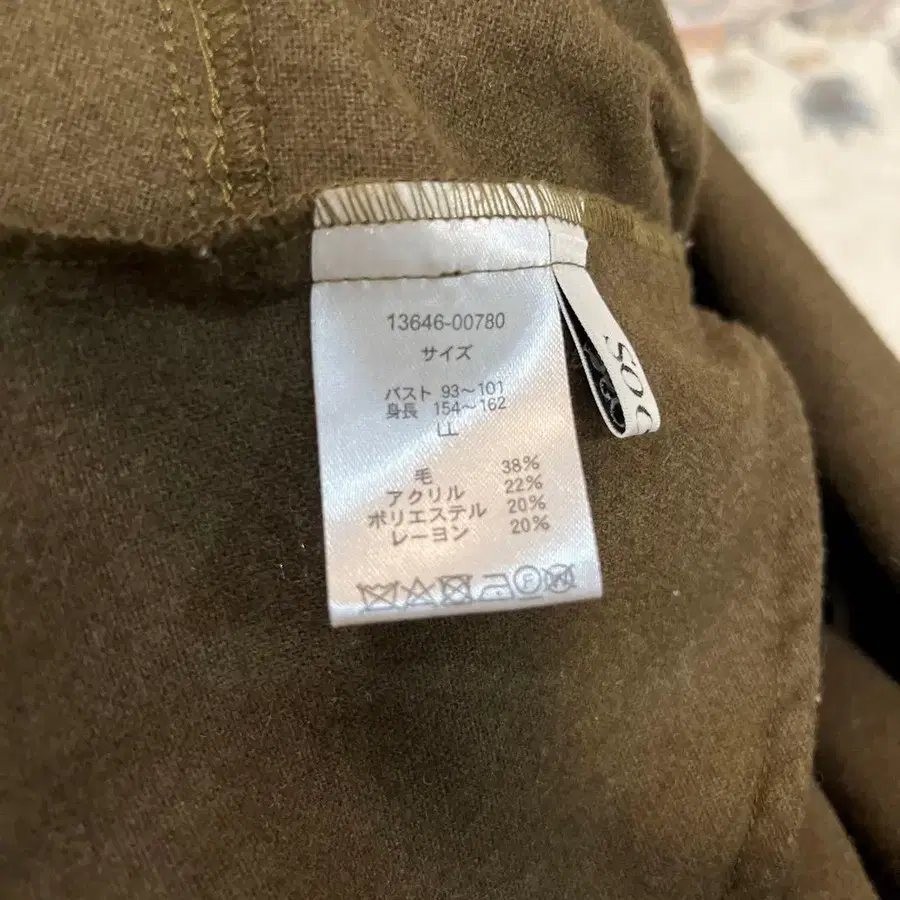 13646-00780
サイズ
バスト 93～101
身長 154～162
LL
毛 38%
アクリル 22%
ポリエステル 20%
レーヨン 20%
SO